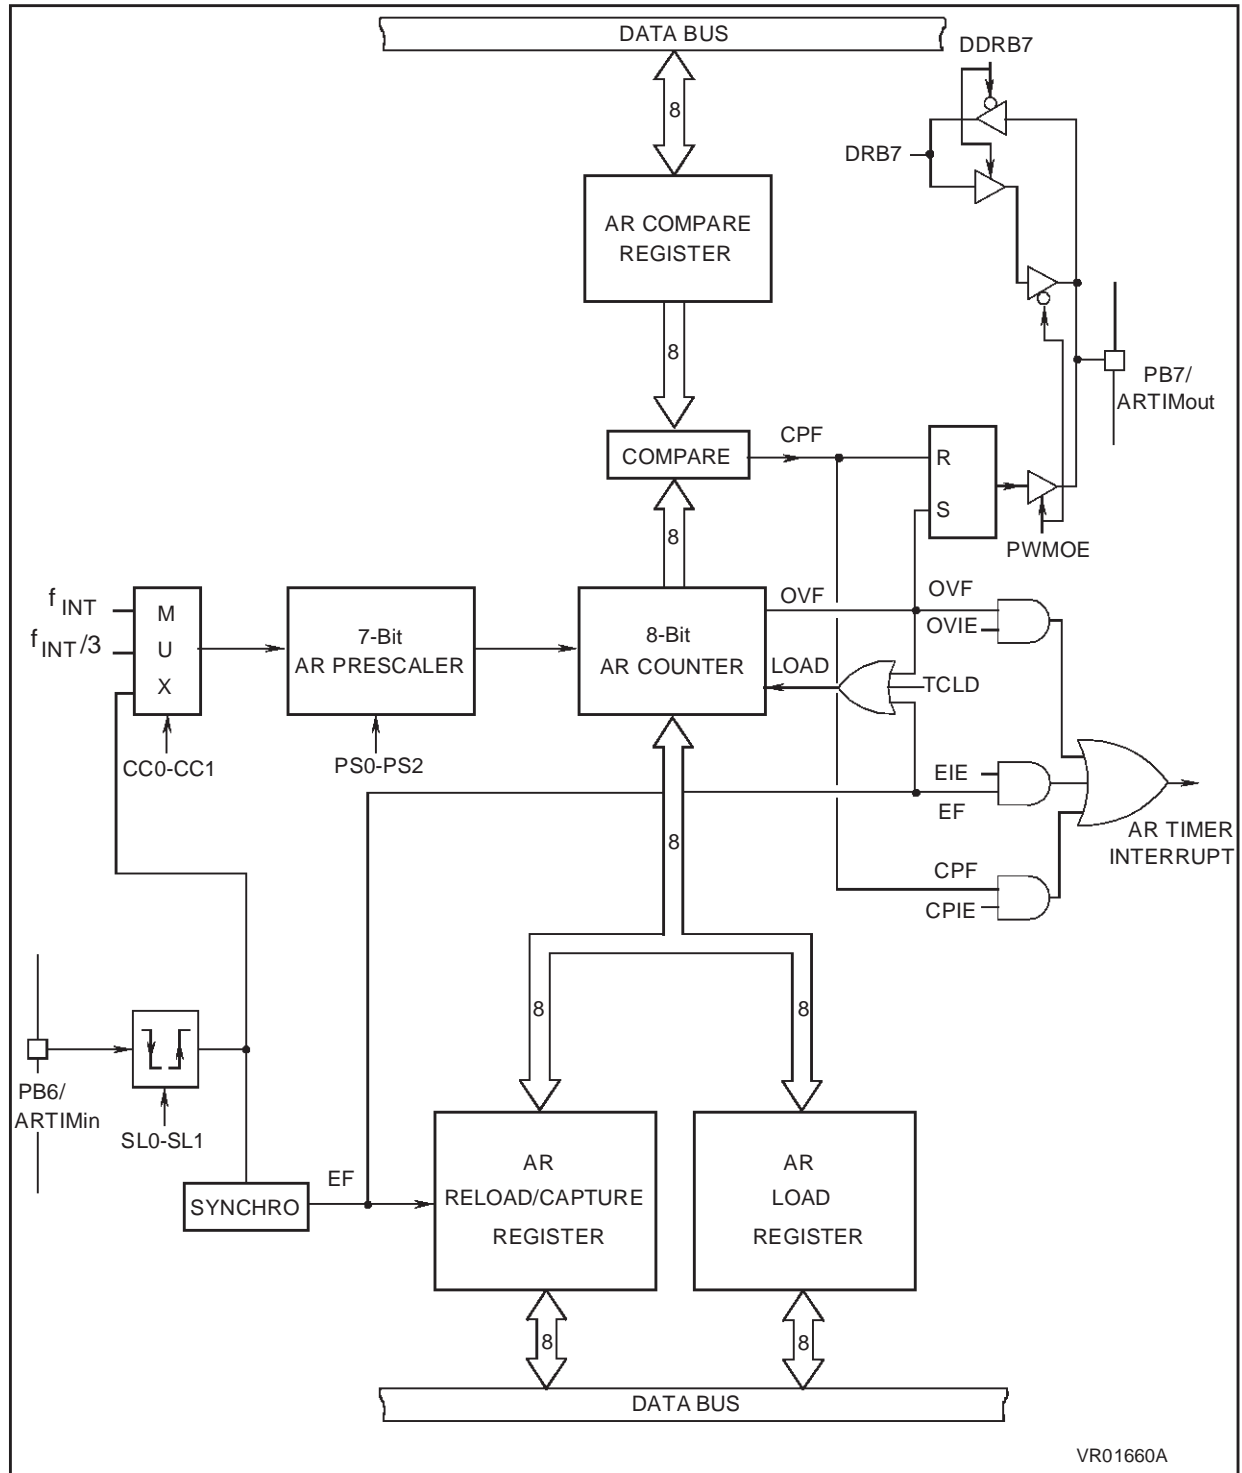 DATA BUS
DDRB7
8
DRB7
AR COMPARE
REGISTER
8
PB7/
ARTIMout
CPF
COMPARE
R
S
8
PWMOE
f INT
M
7-Bit
8-Bit
OVF
OVF
OVIE
f INT /3
U
AR PRESCALER
AR COUNTER
LOAD
X
TCLD
CC0-CC1
PS0-PS2
EIE
EF
8
AR TIMER
INTERRUPT
CPF
CPIE
8
8
PB6/
ARTIMin
SL0-SL1
EF
SYNCHRO
AR
RELOAD/CAPTURE
REGISTER
AR
LOAD
REGISTER
8
8
DATA BUS
VR01660A